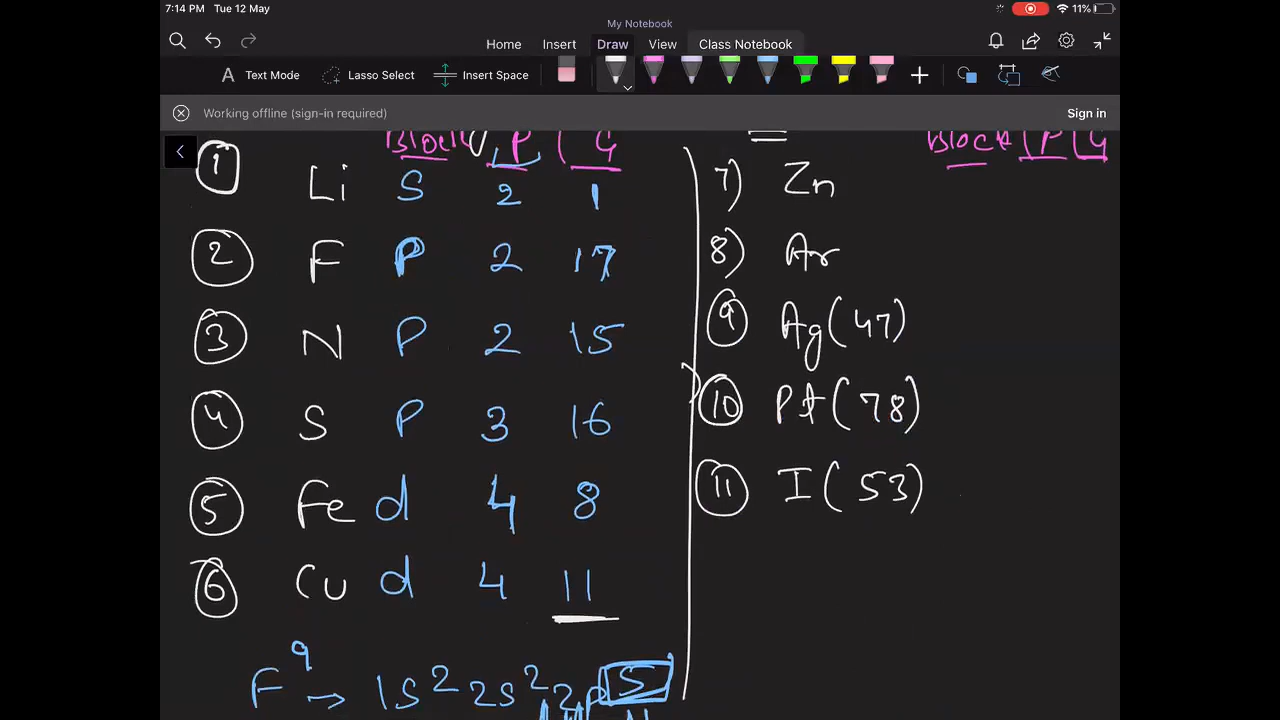 7:14 PM Tue 12 May
11%
My Notebook
Home Insert Draw View Class Notebook
A Text Mode Lasso Select Insert Space
Working offline (sign-in required) Sign in
Block P G
1 Li S 2 1
2 F P 2 17
3 N P 2 15
4 S P 3 16
5 Fe d 4 8
6 Cu d 4 11
F 9 → 1S2 2S2 2p5
Block P G
7) Zn
8) Ar
9 Ag(47)
10 Pt(78)
11 I(53)